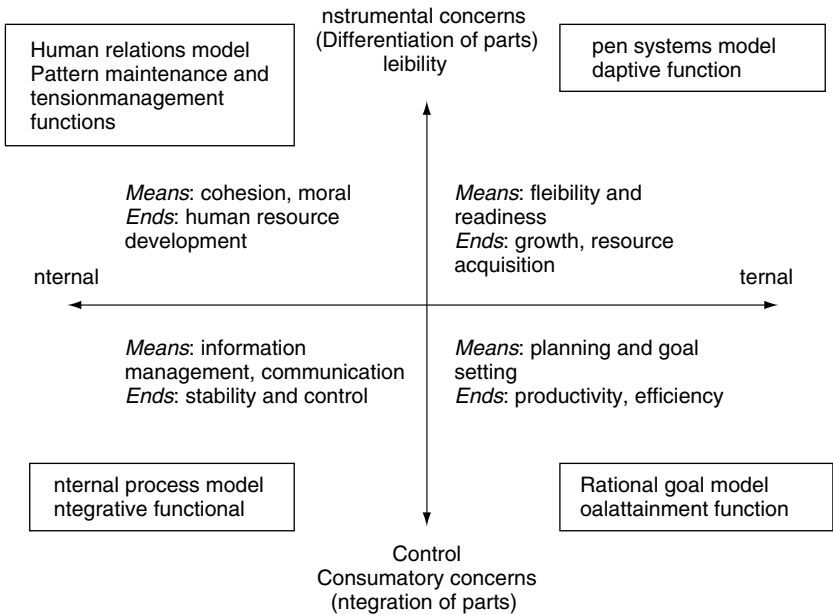 nstrumental concerns
(Differentiation of parts)
leibility
Human relations model
Pattern maintenance and
tensionmanagement
functions
pen systems model
daptive function
Means: cohesion, moral
Ends: human resource
development
Means: fleibility and
readiness
Ends: growth, resource
acquisition
nternal
ternal
Means: information
management, communication
Ends: stability and control
Means: planning and goal
setting
Ends: productivity, efficiency
nternal process model
ntegrative functional
Rational goal model
oalattainment function
Control
Consumatory concerns
(ntegration of parts)